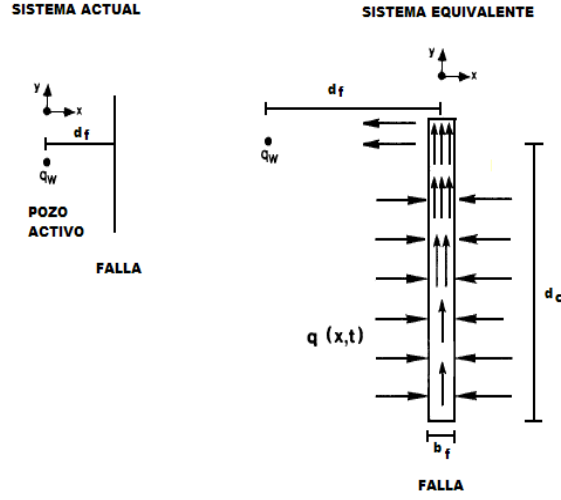 SISTEMA ACTUAL
y
x
d f
q w
POZO
ACTIVO
FALLA
SISTEMA EQUIVALENTE
y
x
d f
q w
q (x,t)
d c
b f
FALLA